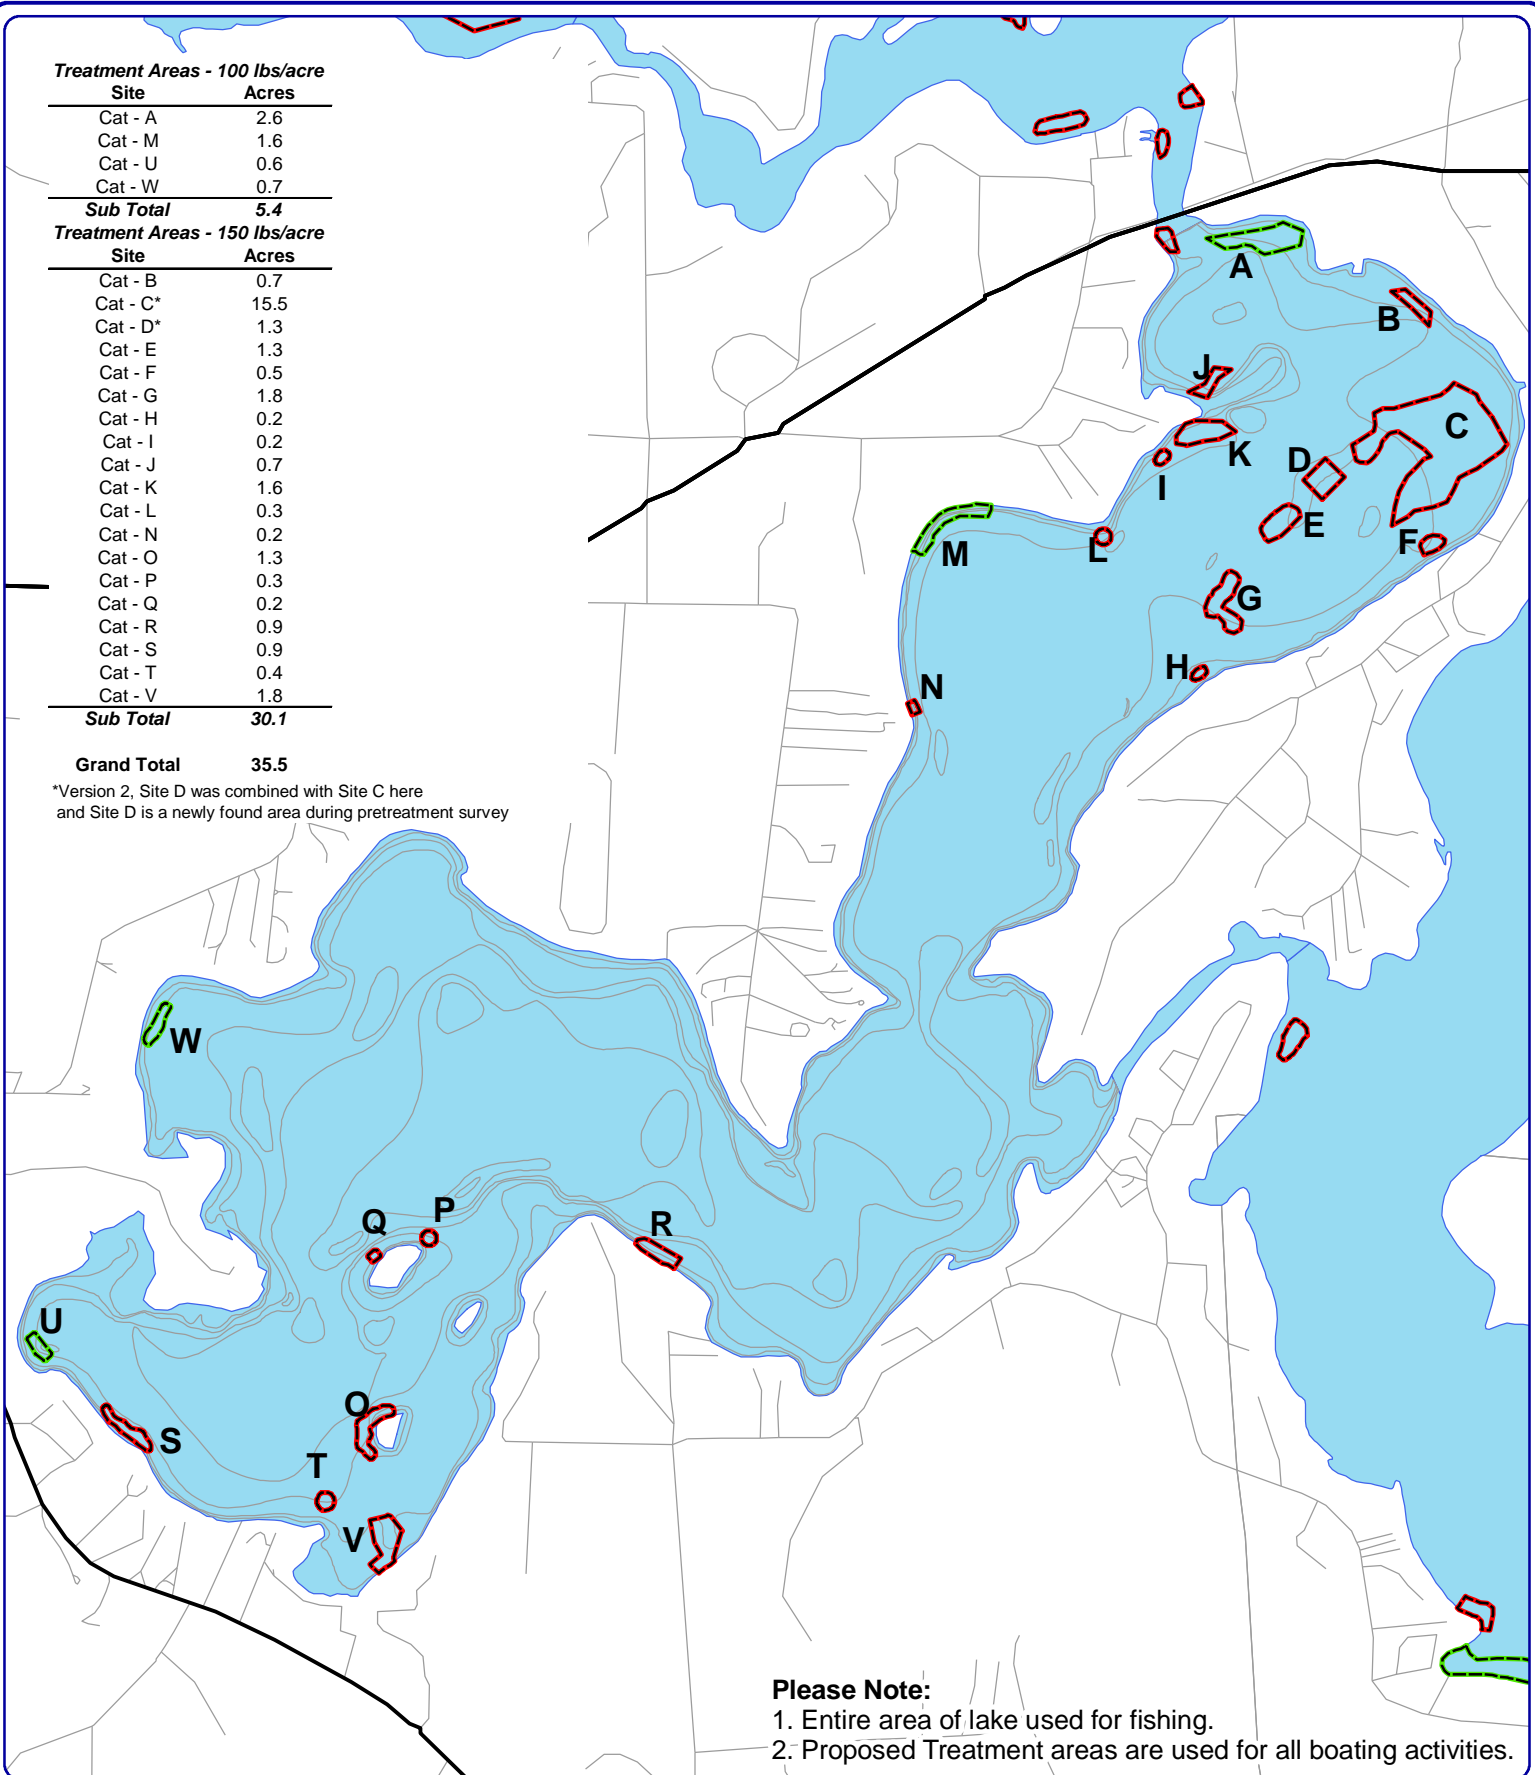 Treatment Areas - 100 lbs/acre
Site Acres
Cat - A 2.6
Cat - M 1.6
Cat - U 0.6
Cat - W 0.7
Sub Total 5.4
Treatment Areas - 150 lbs/acre
Site Acres
Cat - B 0.7
Cat - C* 15.5
Cat - D* 1.3
Cat - E 1.3
Cat - F 0.5
Cat - G 1.8
Cat - H 0.2
Cat - I 0.2
Cat - J 0.7
Cat - K 1.6
Cat - L 0.3
Cat - N 0.2
Cat - O 1.3
Cat - P 0.3
Cat - Q 0.2
Cat - R 0.9
Cat - S 0.9
Cat - T 0.4
Cat - V 1.8
Sub Total 30.1
Grand Total 35.5
*Version 2, Site D was combined with Site C here
and Site D is a newly found area during pretreatment survey
A
B
J
C
K
D
I
E
F
L
M
G
H
N
W
Q
P
R
U
O
S
T
V
Please Note:
1. Entire area of lake used for fishing.
2. Proposed Treatment areas are used for all boating activities.